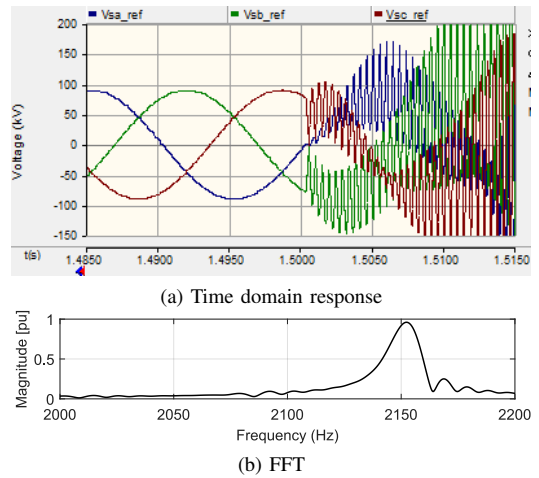 Vsa_ref Vsb_ref Vsc_ref
200
150
100
50
0
-50
-100
-150
Voltage (kV)
t(s) 1.4850 1.4900 1.4950 1.5000 1.5050 1.5100 1.5150
(a) Time domain response
Magnitude [pu]
1
0.5
0
2000 2050 2100 2150 2200
Frequency (Hz)
(b) FFT